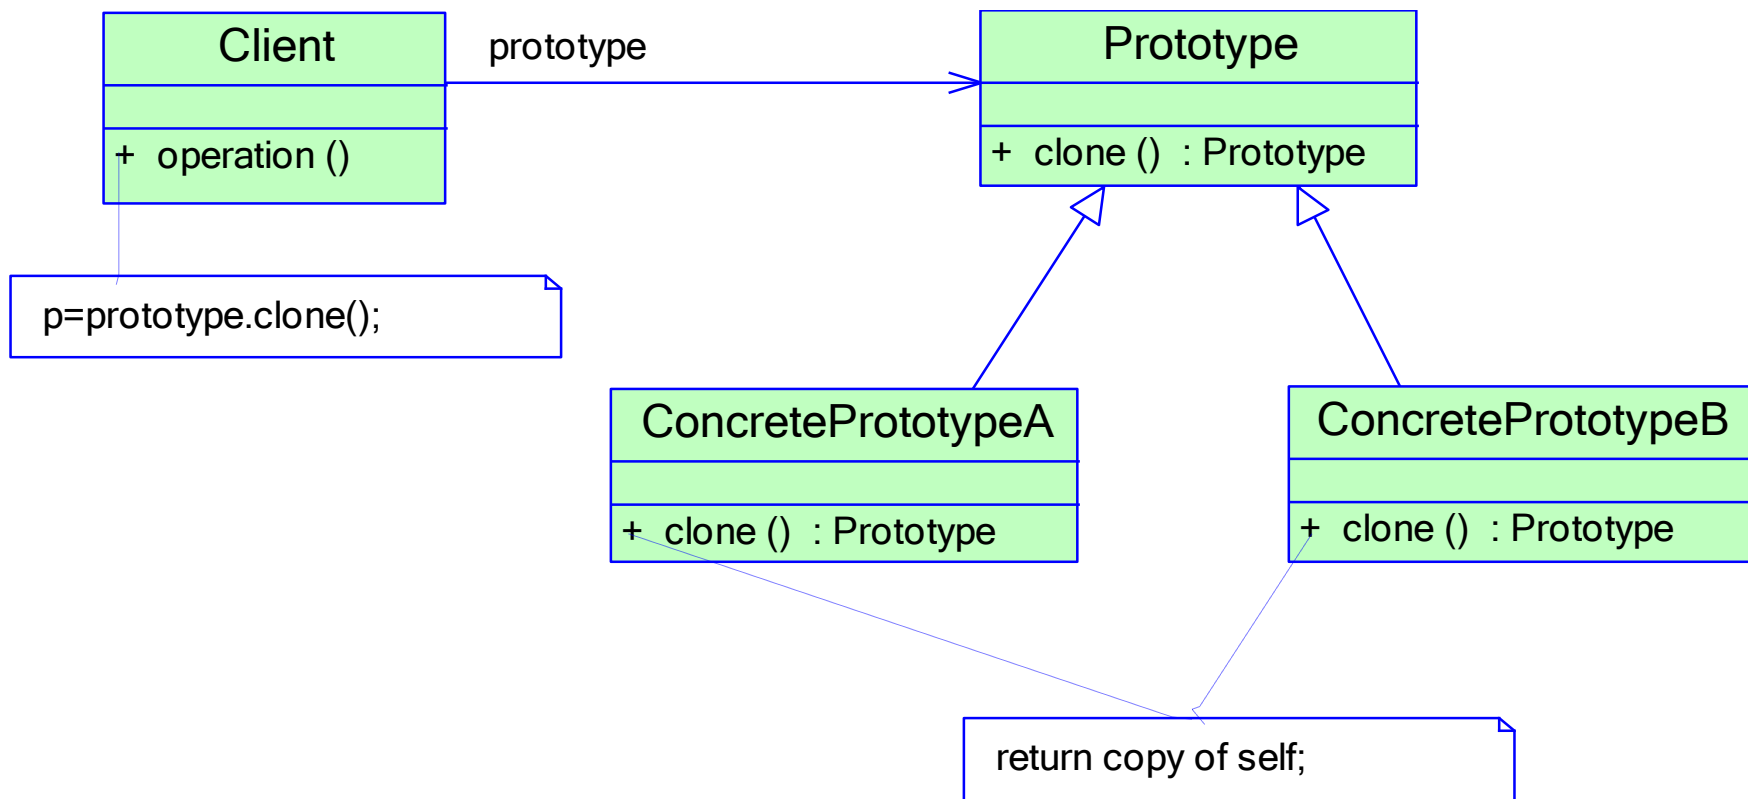 Client
prototype
Prototype
+ operation ()
+ clone () : Prototype
p=prototype.clone();
ConcretePrototypeA
ConcretePrototypeB
+ clone () : Prototype
+ clone () : Prototype
return copy of self;